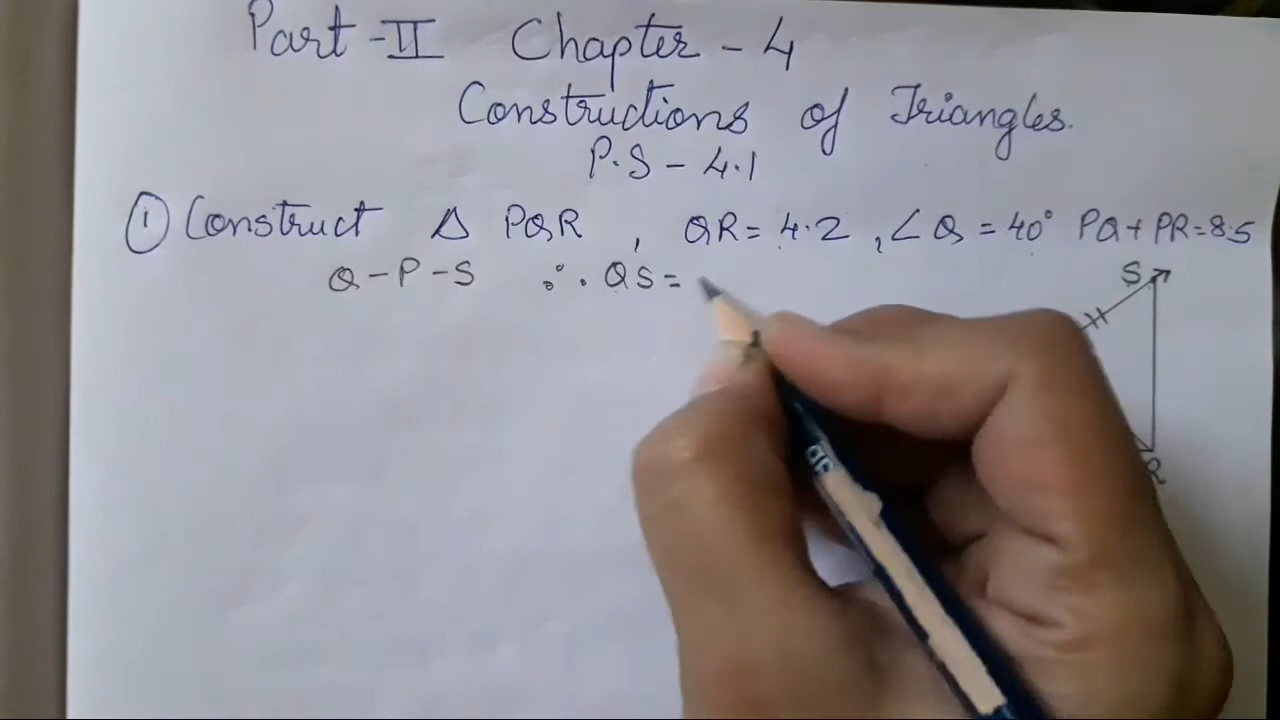 Part-II Chapter - 4
Constructions of Triangles.
P.S - 4.1
① Construct Δ PQR , QR = 4.2 , ∠Q = 40° PQ + PR = 8.5
Q - P - S ∴ QS =
S
R